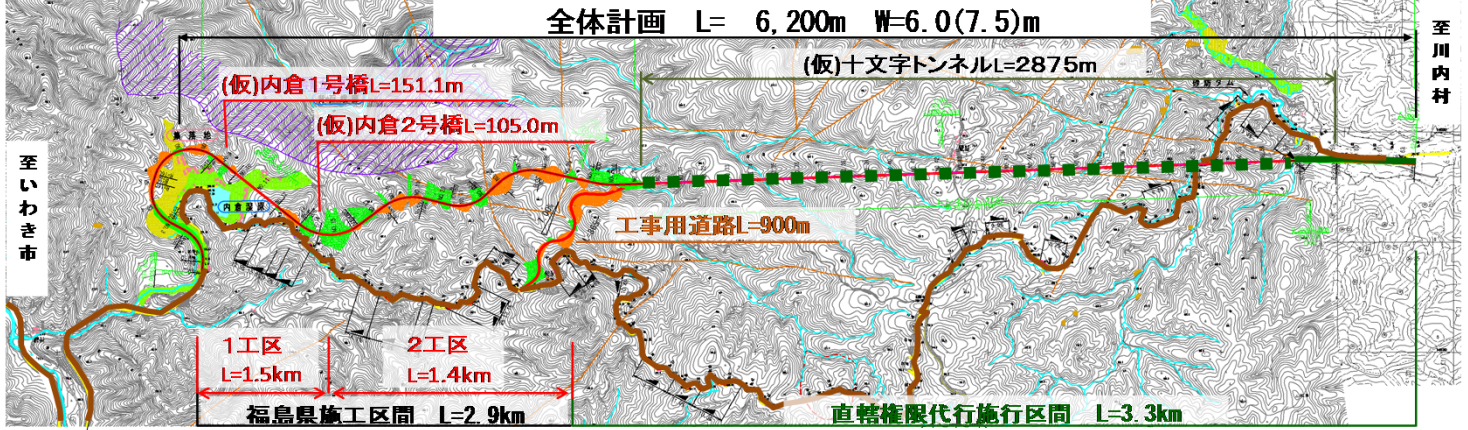 全体計画 L= 6,200m W=6.0(7.5)m
至川内村
(仮)十文字トンネルL=2875m
(仮)内倉1号橋L=151.1m
(仮)内倉2号橋L=105.0m
至いわき市
内倉湿原
工事用道路L=900m
1工区
L=1.5km
2工区
L=1.4km
福島県施工区間 L=2.9km
直轄権限代行施行区間 L=3.3km